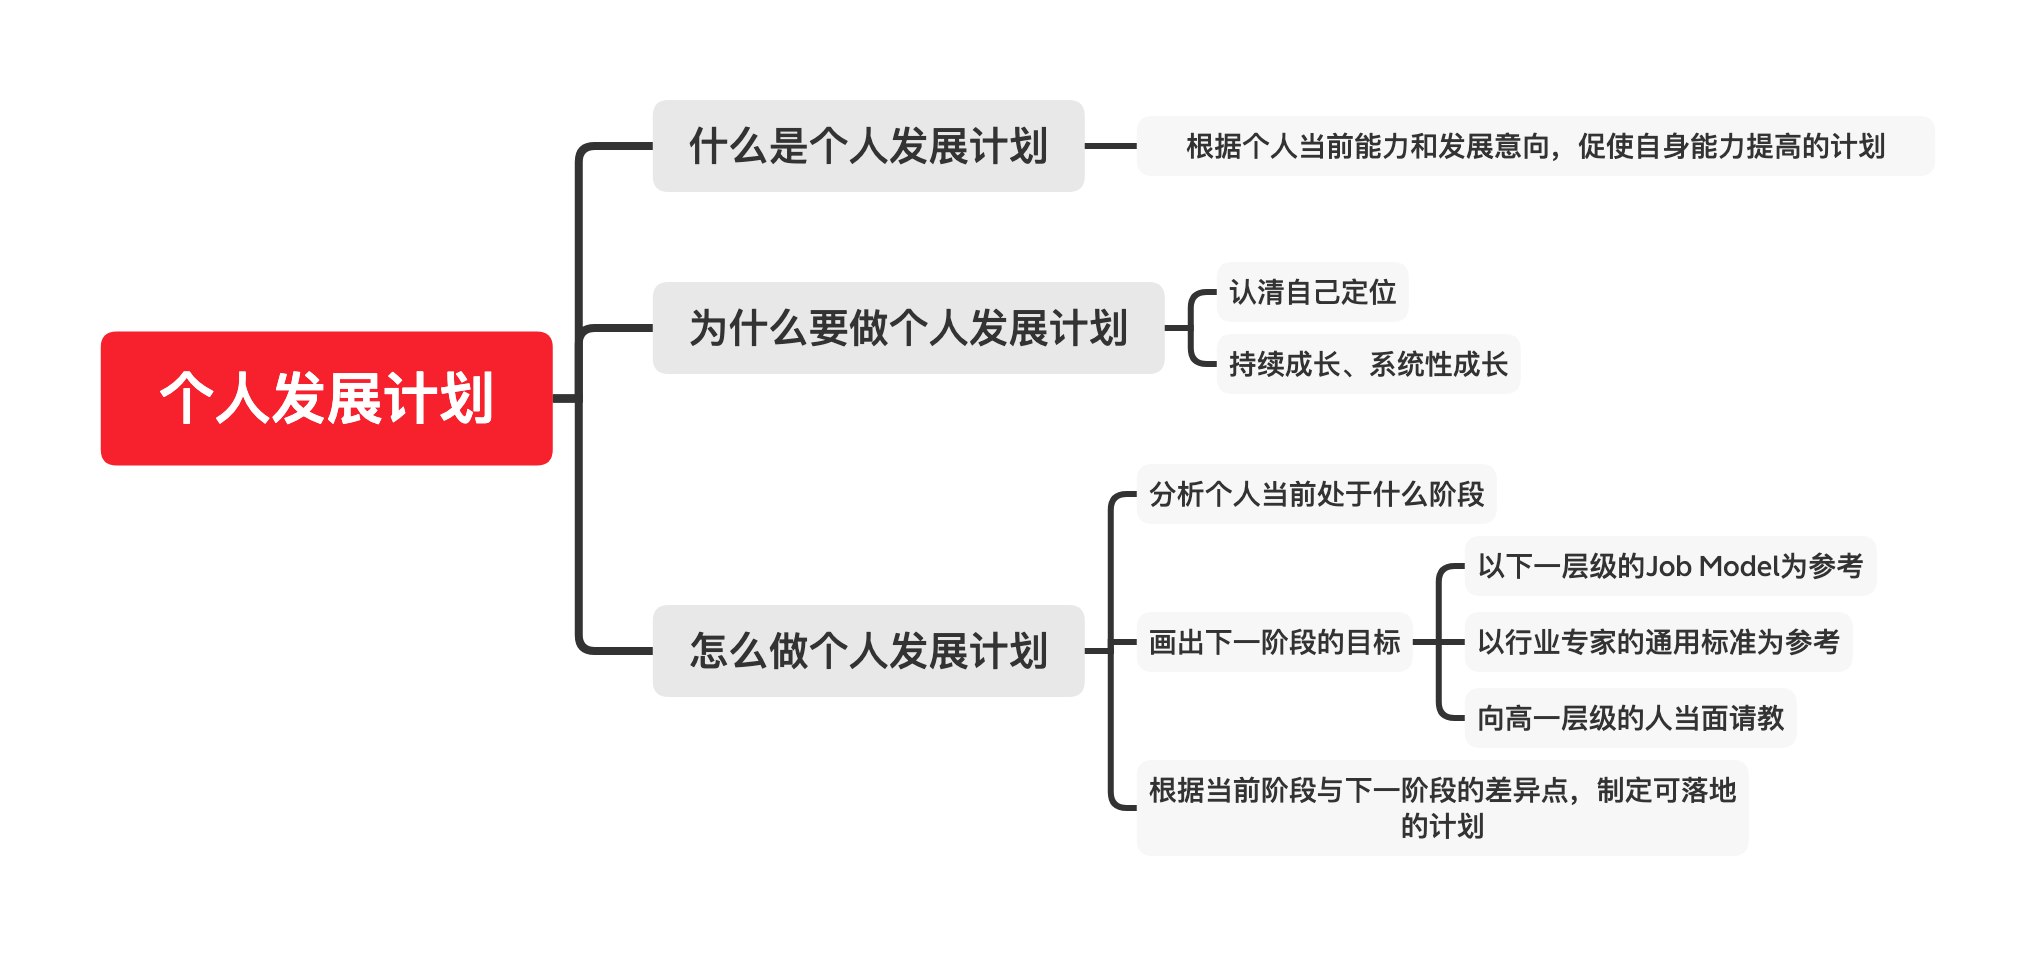 个人发展计划
什么是个人发展计划
根据个人当前能力和发展意向，促使自身能力提高的计划
为什么要做个人发展计划
认清自己定位
持续成长、系统性成长
怎么做个人发展计划
分析个人当前处于什么阶段
画出下一阶段的目标
以下一层级的Job Model为参考
以行业专家的通用标准为参考
向高一层级的人当面请教
根据当前阶段与下一阶段的差异点，制定可落地
的计划